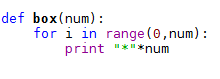 def box(num):
    for i in range(0,num):
        print "*"*num